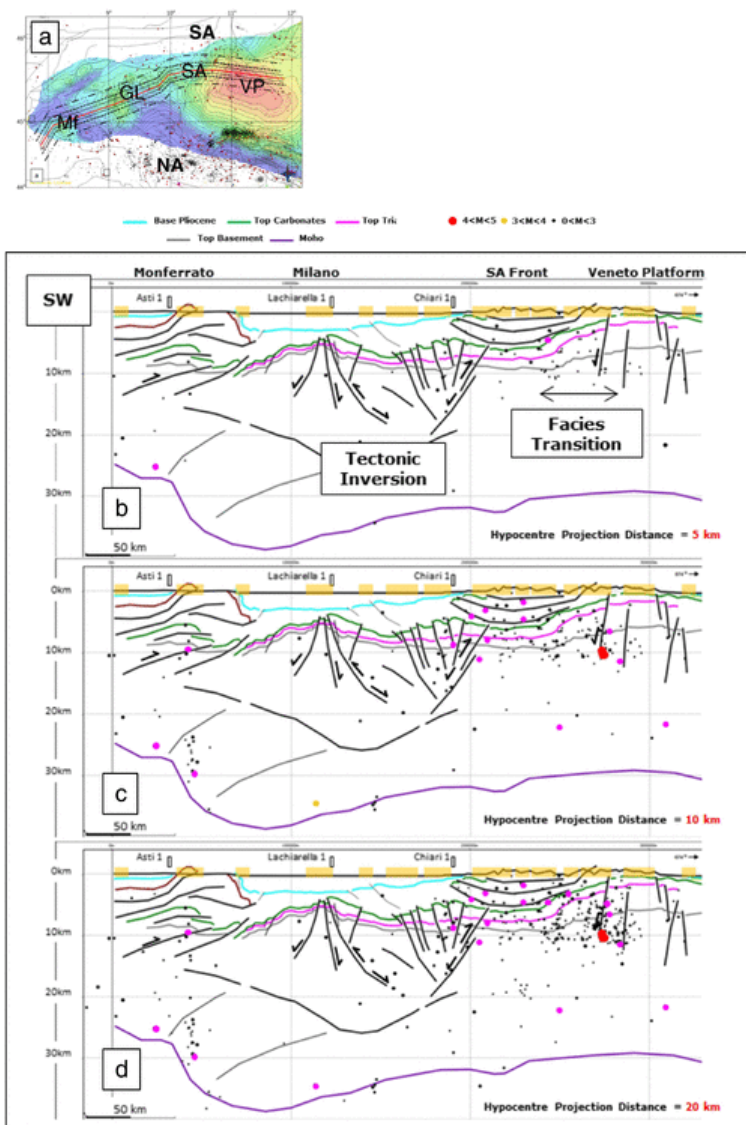 a
SA
SA
GL
VP
Mf
NA
Base Pliocene Top Carbonates Top Tric 4<M<5 3<M<4 0<M<3
Top Basement Moho
Monferrato Milano SA Front Veneto Platform
SW
Asti 1 Lachiarella 1 Chiari 1
0km
10km
20km
30km
Facies
Transition
Tectonic
Inversion
b
Hypocentre Projection Distance = 5 km
50 km
Asti 1 Lachiarella 1 Chiari 1
0km
10km
20km
30km
c
Hypocentre Projection Distance = 10 km
50 km
Asti 1 Lachiarella 1 Chiari 1
0km
10km
20km
30km
d
Hypocentre Projection Distance = 20 km
50 km